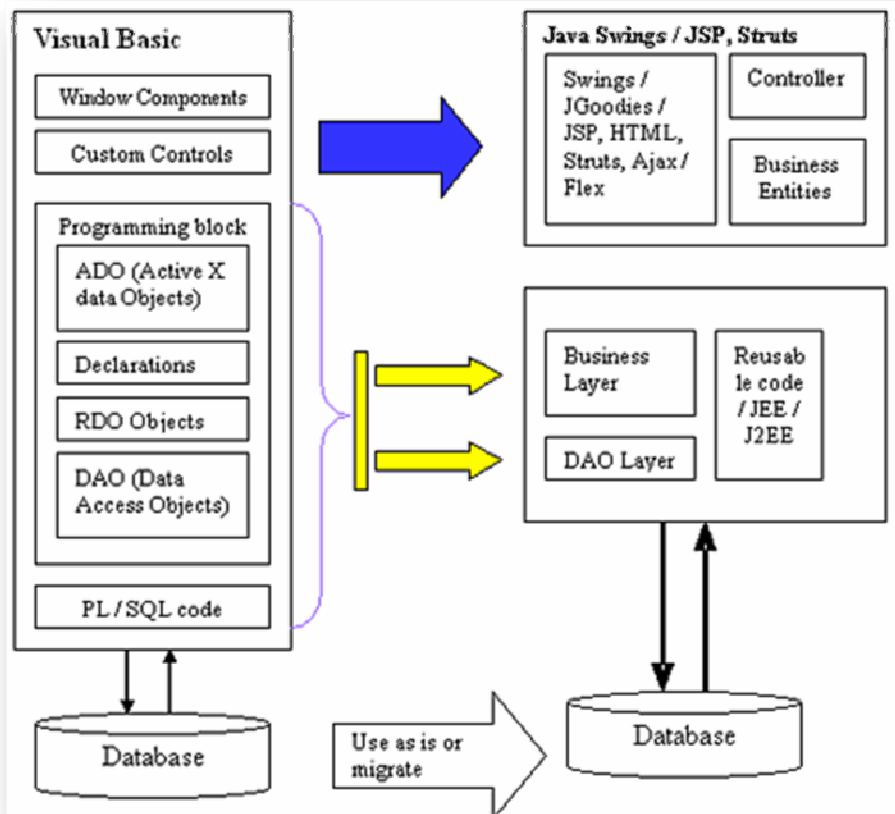 Visual Basic
Window Components
Custom Controls
Programming block
ADO (Active X
data Objects)
Declarations
RDO Objects
DAO (Data
Access Objects)
PL / SQL code
Database
Java Swings / JSP, Struts
Swings /
JGoodies /
JSP, HTML,
Struts, Ajax /
Flex
Controller
Business
Entities
Business
Layer
DAO Layer
Reusab
le code
/ JEE /
J2EE
Use as is or
migrate
Database